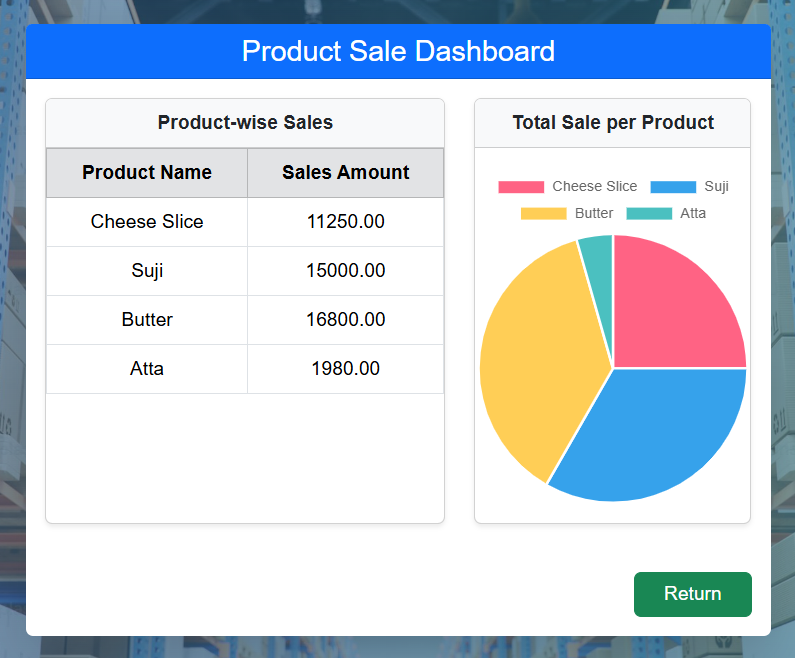 Product Sale Dashboard
Product-wise Sales
Product Name Sales Amount
Cheese Slice 11250.00
Suji 15000.00
Butter 16800.00
Atta 1980.00
Total Sale per Product
Cheese Slice Suji
Butter Atta
Return